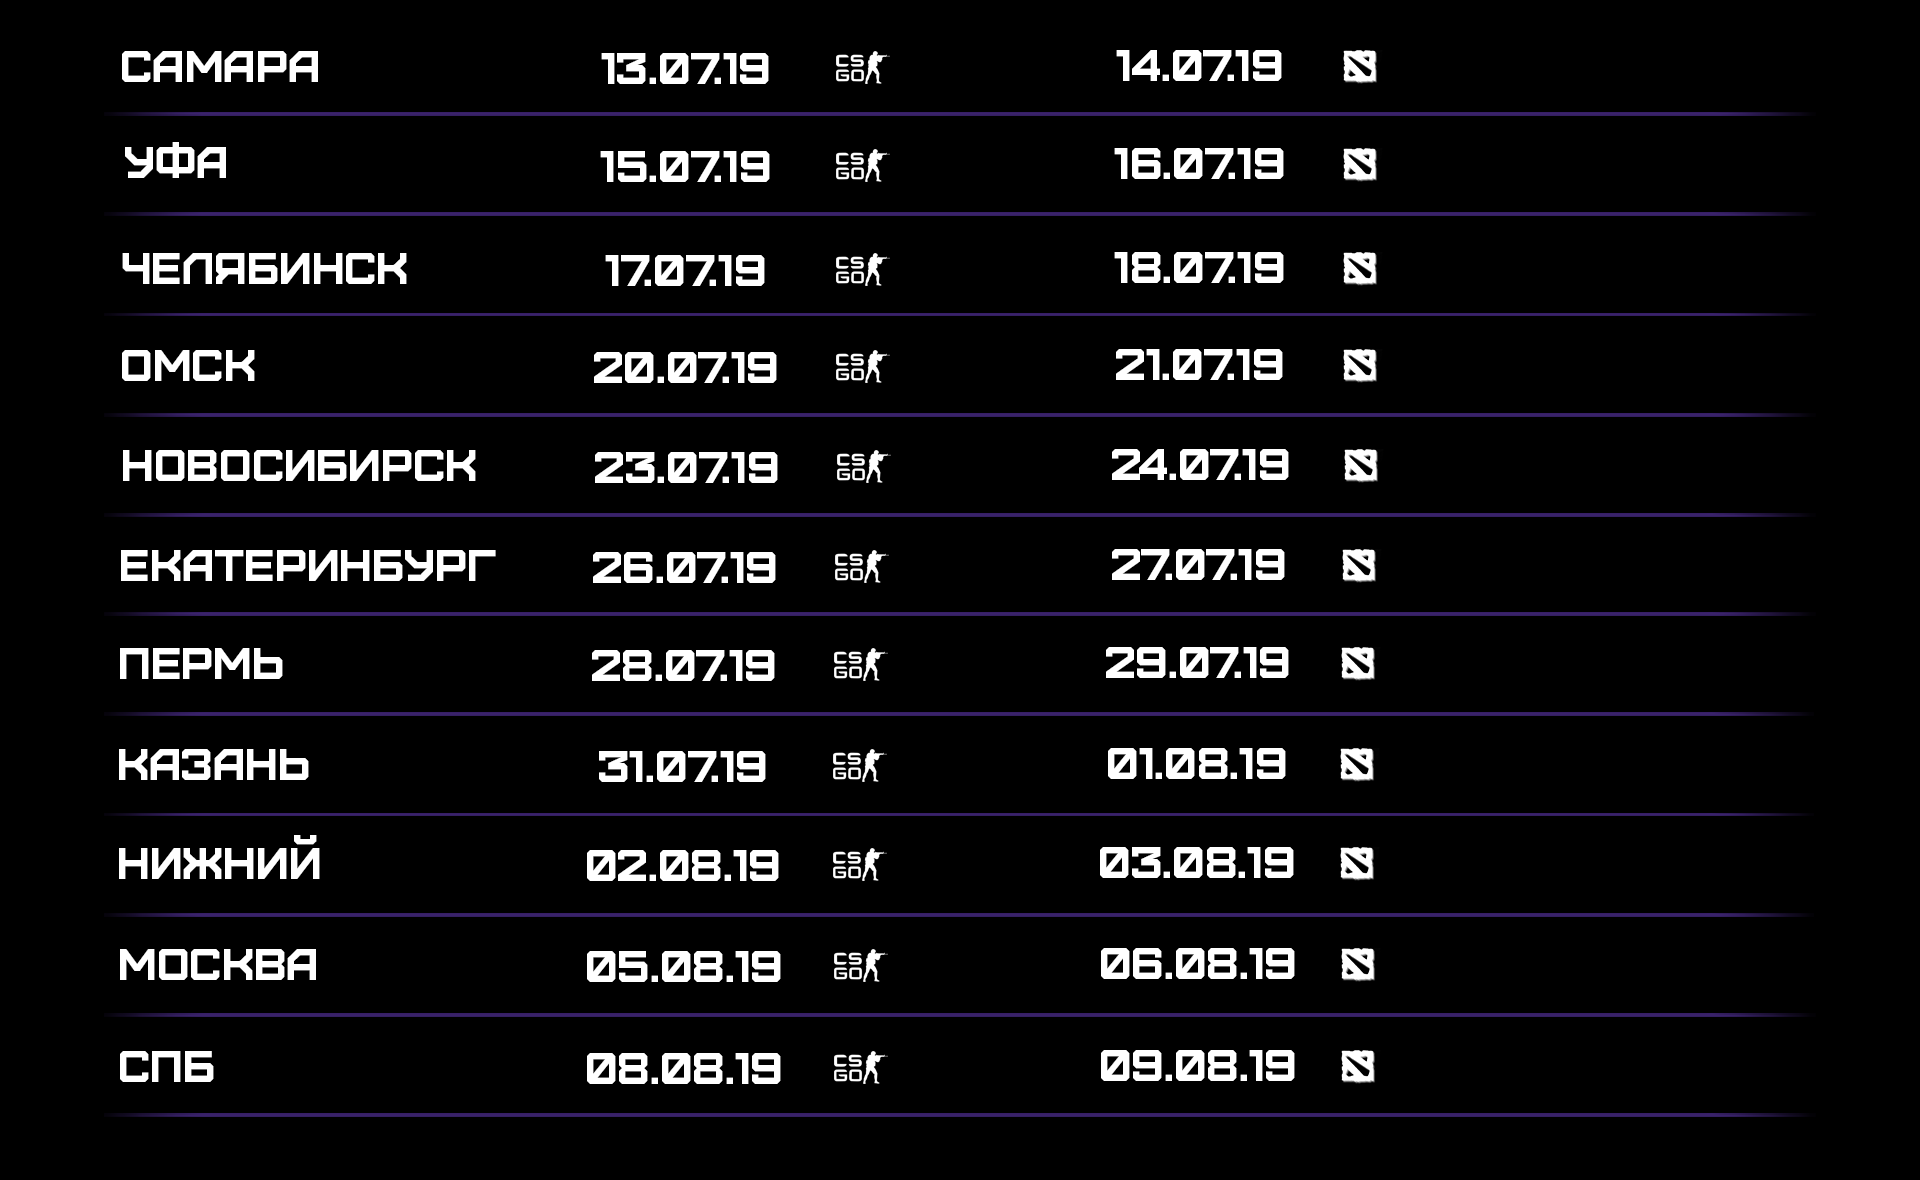 САМАРА 13.07.19 CS GO 14.07.19
УФА 15.07.19 CS GO 16.07.19
ЧЕЛЯБИНСК 17.07.19 CS GO 18.07.19
ОМСК 20.07.19 CS GO 21.07.19
НОВОСИБИРСК 23.07.19 CS GO 24.07.19
ЕКАТЕРИНБУРГ 26.07.19 CS GO 27.07.19
ПЕРМЬ 28.07.19 CS GO 29.07.19
КАЗАНЬ 31.07.19 CS GO 01.08.19
НИЖНИЙ 02.08.19 CS GO 03.08.19
МОСКВА 05.08.19 CS GO 06.08.19
СПБ 08.08.19 CS GO 09.08.19